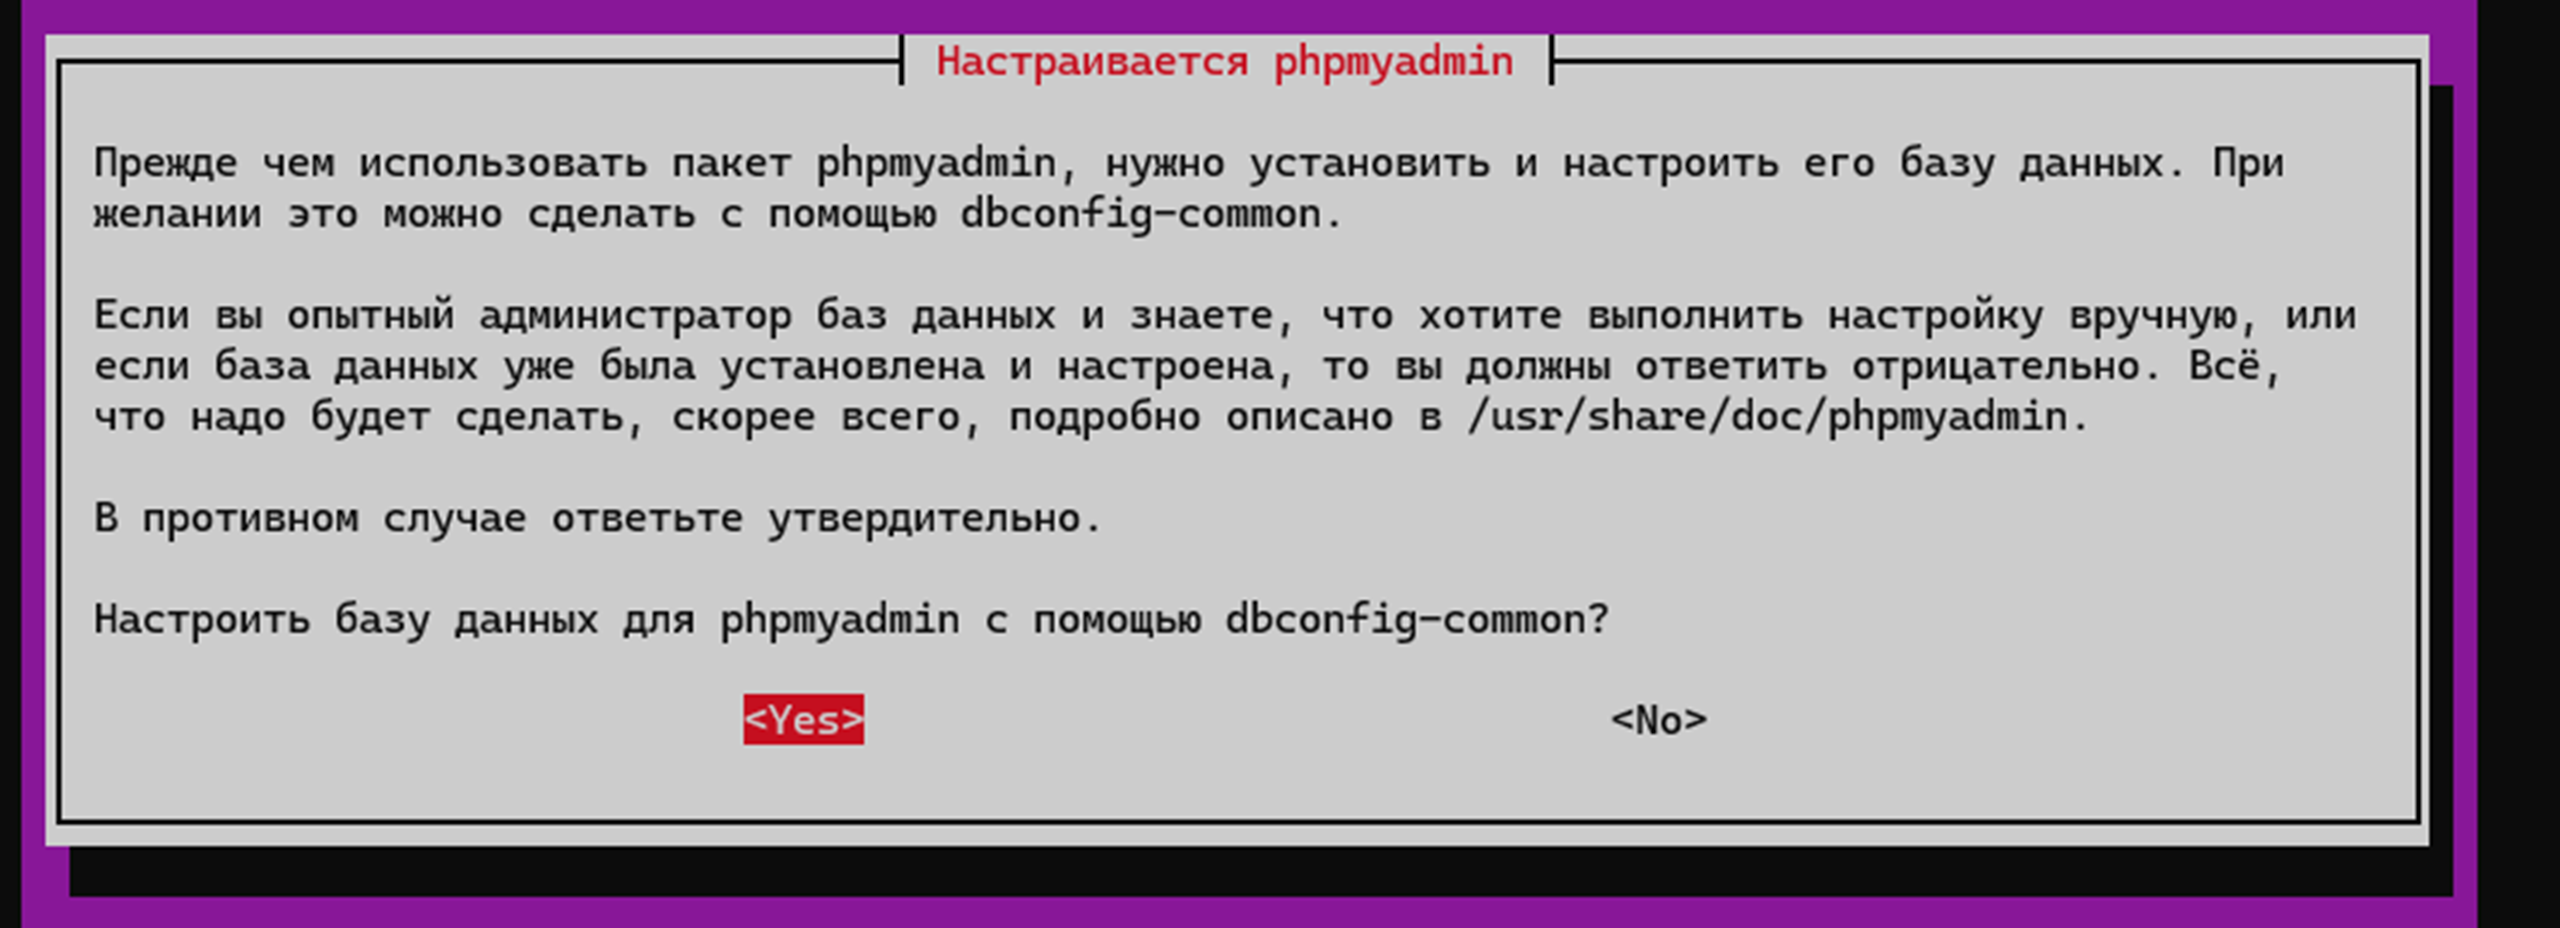 Настраивается phpmyadmin
Прежде чем использовать пакет phpmyadmin, нужно установить и настроить его базу данных. При
желании это можно сделать с помощью dbconfig-common.
Если вы опытный администратор баз данных и знаете, что хотите выполнить настройку вручную, или
если база данных уже была установлена и настроена, то вы должны ответить отрицательно. Всё,
что надо будет сделать, скорее всего, подробно описано в /usr/share/doc/phpmyadmin.
В противном случае ответьте утвердительно.
Настроить базу данных для phpmyadmin с помощью dbconfig-common?
<Yes> <No>